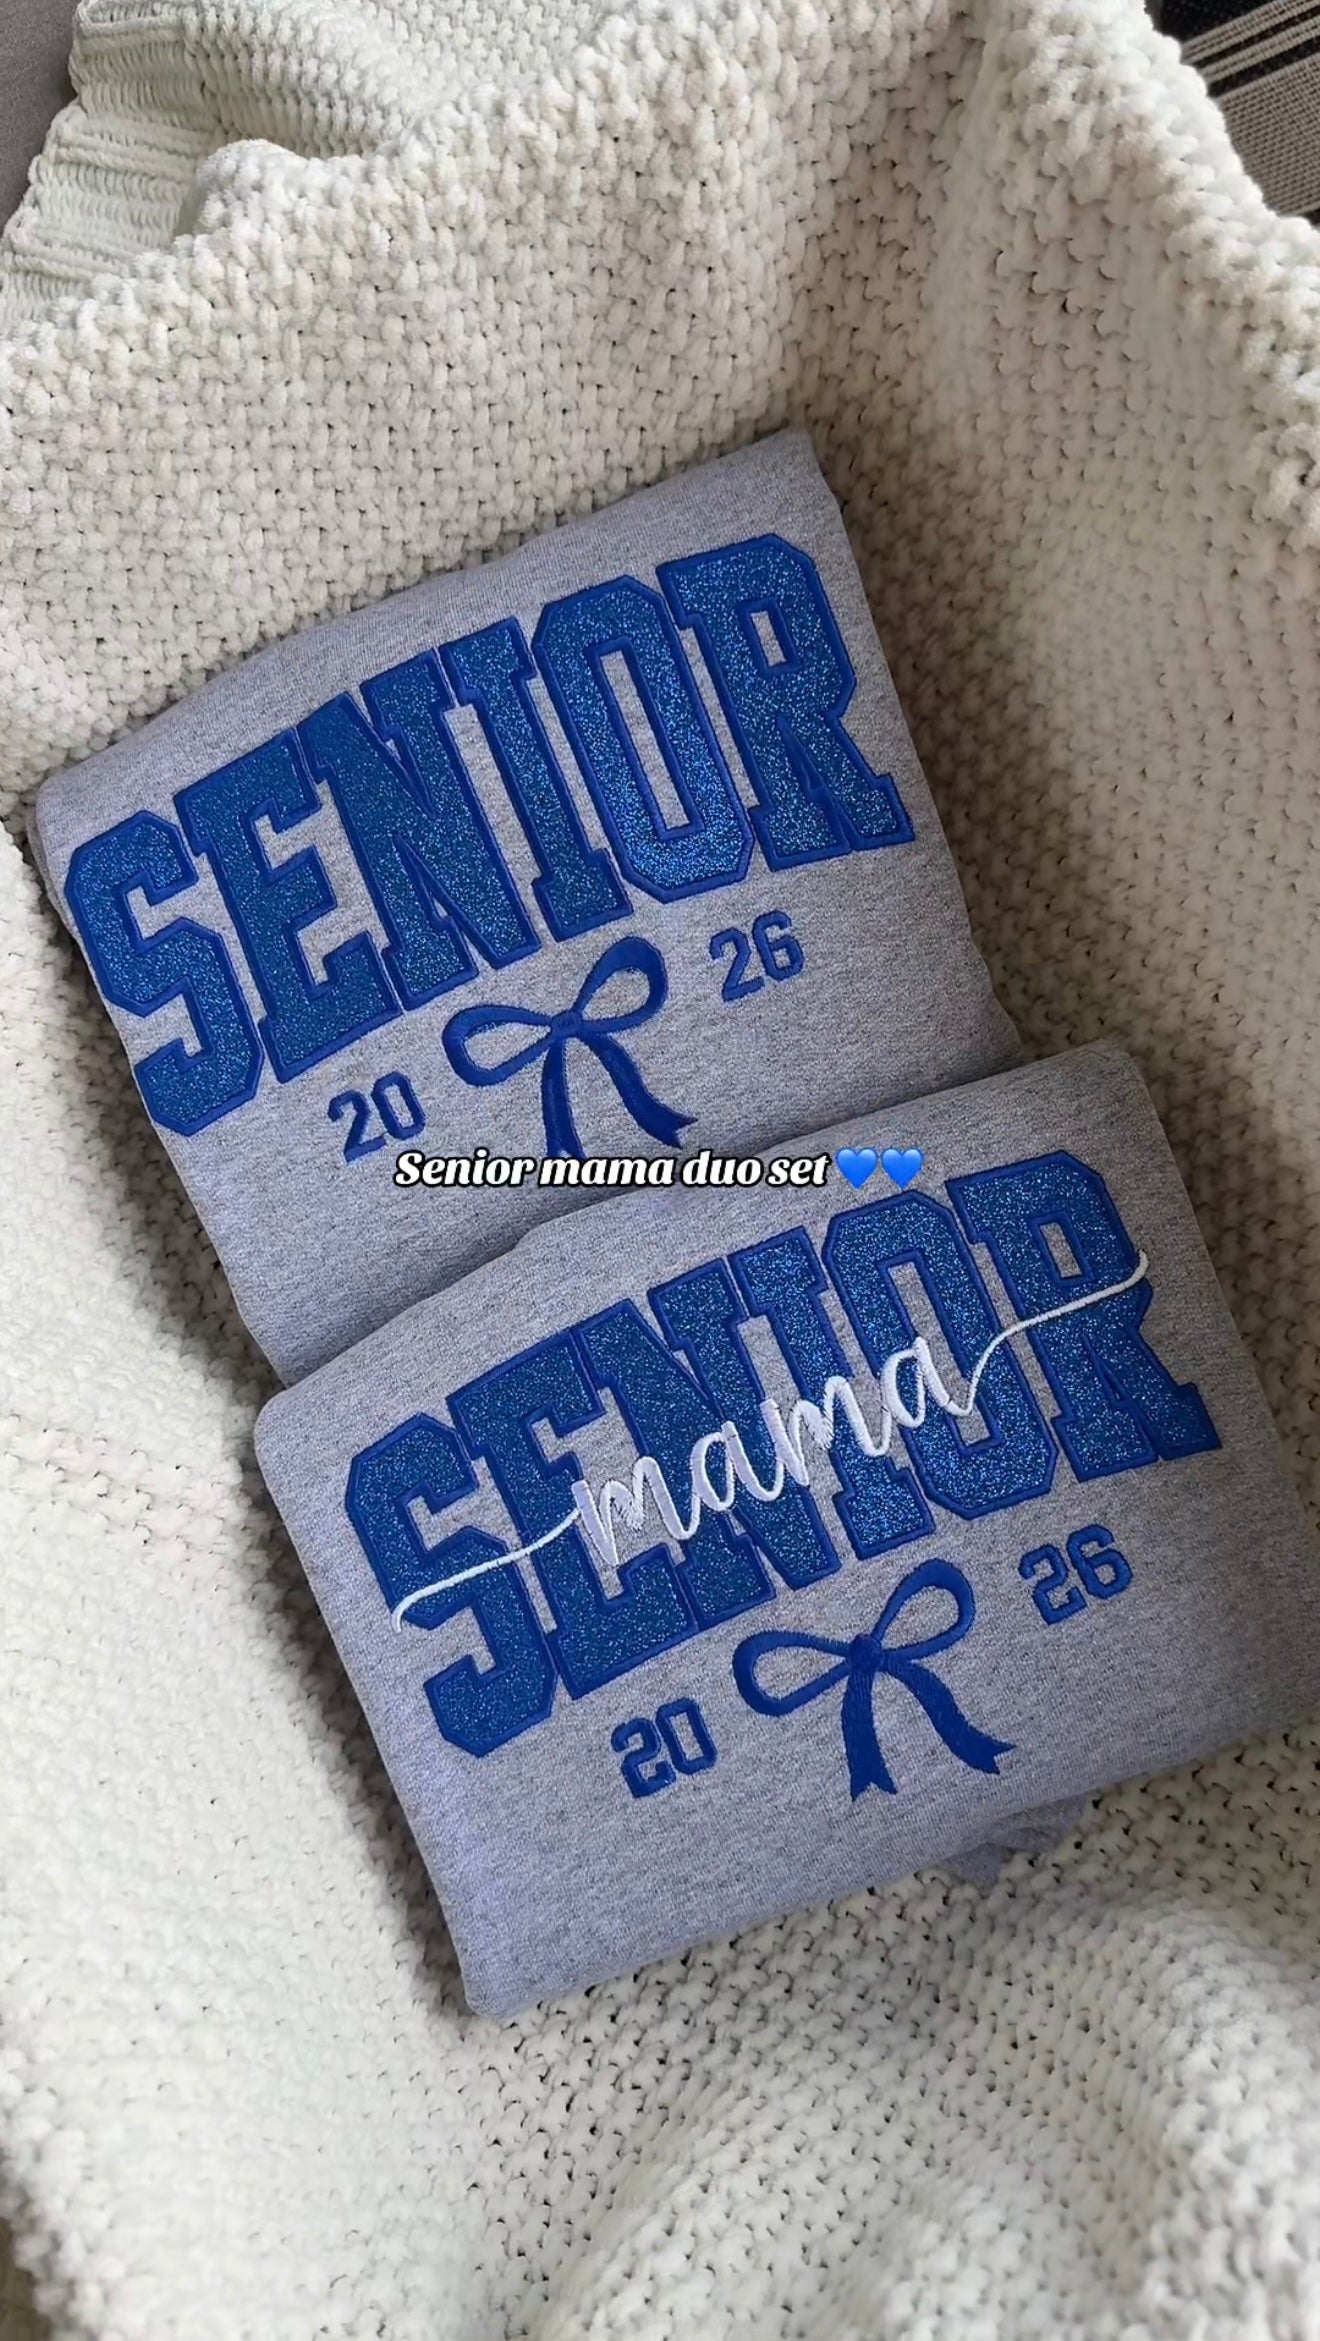 SENIOR
20 26
Senior mama duo set 💙💙
SENIOR
mama
20 26